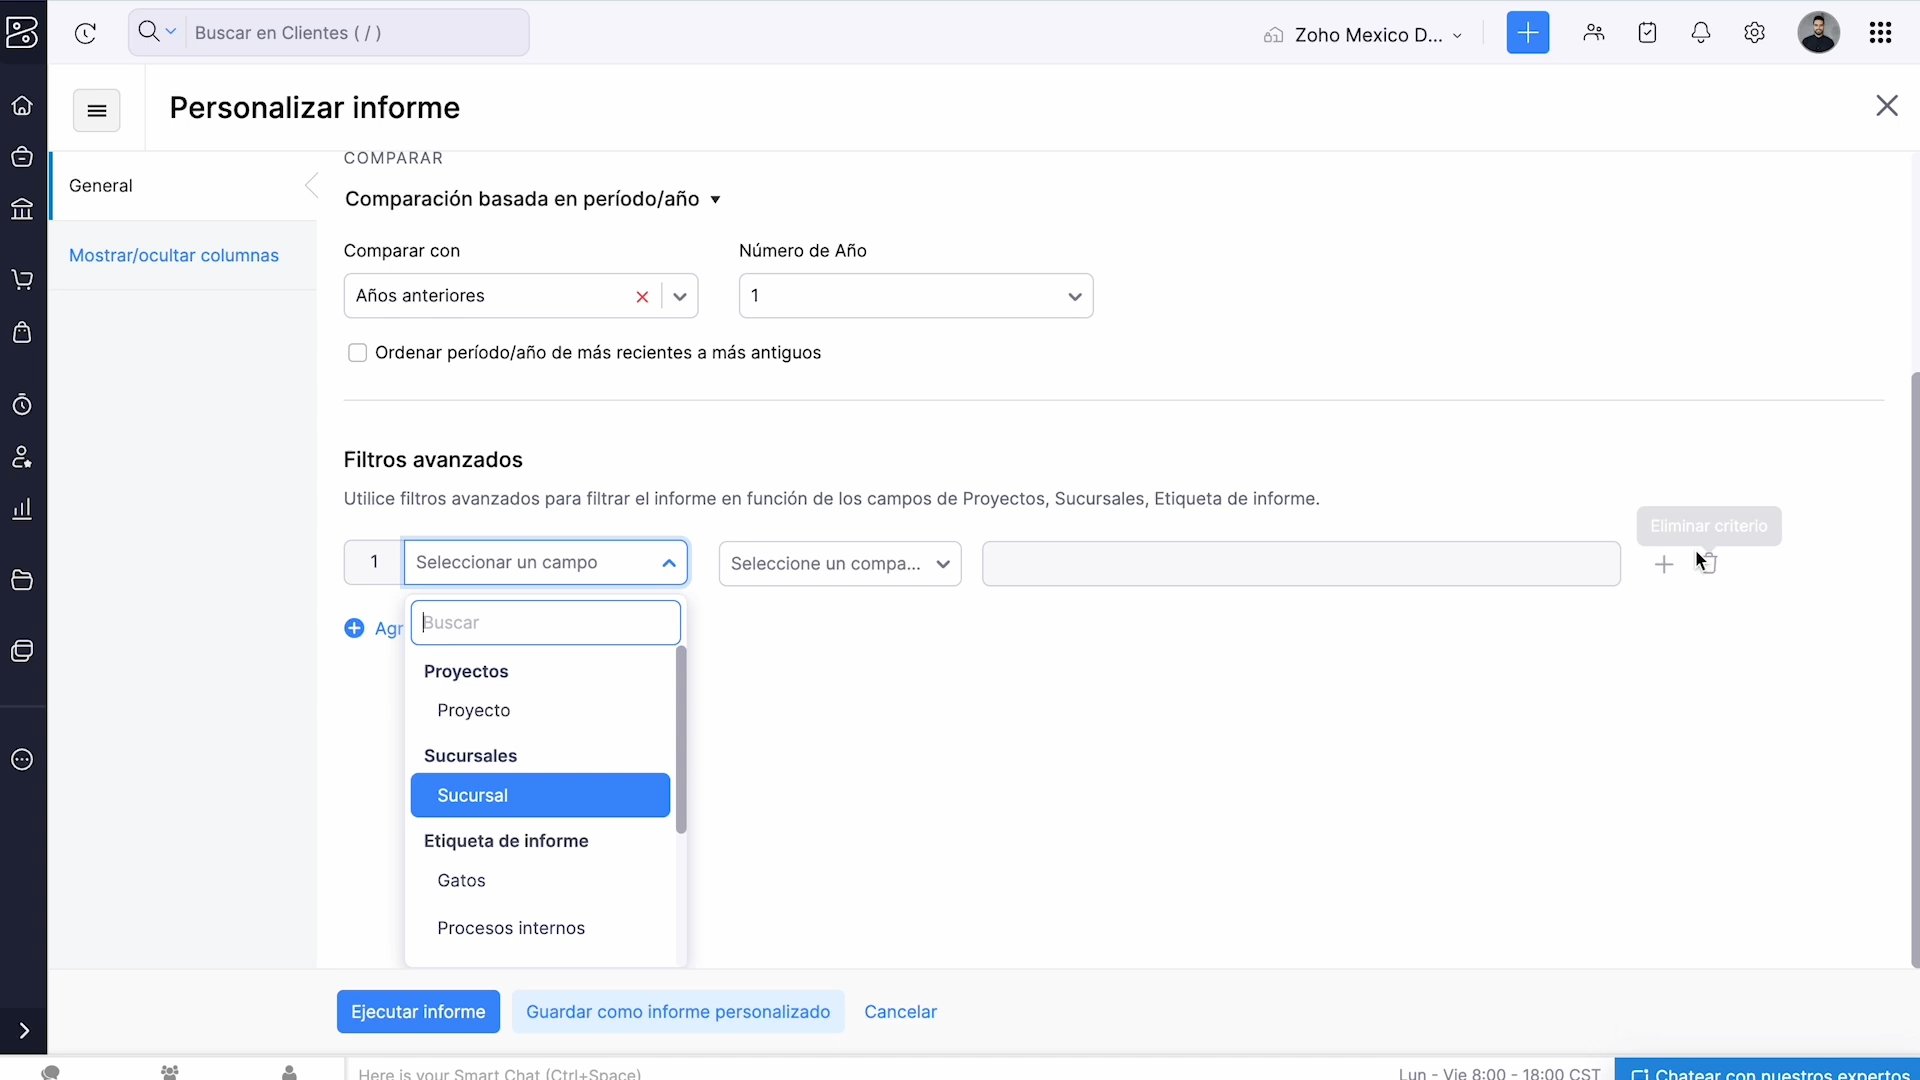 Buscar en Clientes ( / )
Zoho Mexico D...
Personalizar informe
General
Mostrar/ocultar columnas
COMPARAR
Comparación basada en período/año
Comparar con
Número de Año
Años anteriores
1
Ordenar período/año de más recientes a más antiguos
Filtros avanzados
Utilice filtros avanzados para filtrar el informe en función de los campos de Proyectos, Sucursales, Etiqueta de informe.
Eliminar criterio
1
Seleccionar un campo
Seleccione un compa...
Agr
Buscar
Proyectos
Proyecto
Sucursales
Sucursal
Etiqueta de informe
Gatos
Procesos internos
Ejecutar informe
Guardar como informe personalizado
Cancelar
Here is your Smart Chat (Ctrl+Space)
Lun - Vie 8:00 - 18:00 CST
Chatear con nuestros expertos